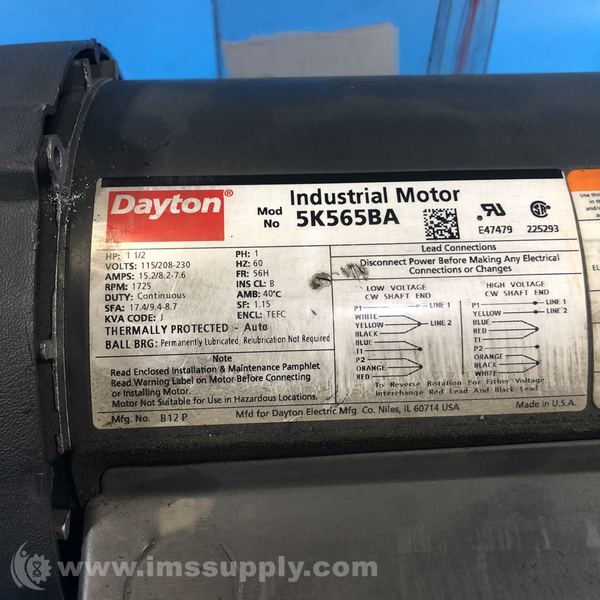 Dayton®
Industrial Motor
Mod No 5K565BA
E47479
225293
HP: 1 1/2
VOLTS: 115/208-230
AMPS: 15.2/8.2-7.6
RPM: 1725
DUTY: Continuous
SFA: 17.4/9.4-8.7
KVA CODE: J
PH: 1
HZ: 60
FR: 56H
INS CL: B
AMB: 40°C
SF: 1.15
ENCL: TEFC
THERMALLY PROTECTED - Auto
BALL BRG: Permanently Lubricated, Relubrication Not Required
Note
Read Enclosed Installation & Maintenance Pamphlet
Read Warning Label on Motor Before Connecting
or Installing Motor.
Motor Not Suitable for Use in Hazardous Locations.
Lead Connections
Disconnect Power Before Making Any Electrical
Connections or Changes
LOW VOLTAGE
CW SHAFT END
P1
WHITE
YELLOW
BLACK
BLUE
T1
P2
ORANGE
RED
LINE 1
LINE 2
HIGH VOLTAGE
CW SHAFT END
P1
BLUE
RED
T1
P2
YELLOW
ORANGE
BLACK
WHITE
LINE 1
LINE 2
To Reverse Rotation For Either Voltage
Interchange Red Lead And Black Lead
Mfg. No. B12 P
Mfd for Dayton Electric Mfg. Co. Niles, IL 60714 USA
Made in U.S.A.
www.imssupply.com